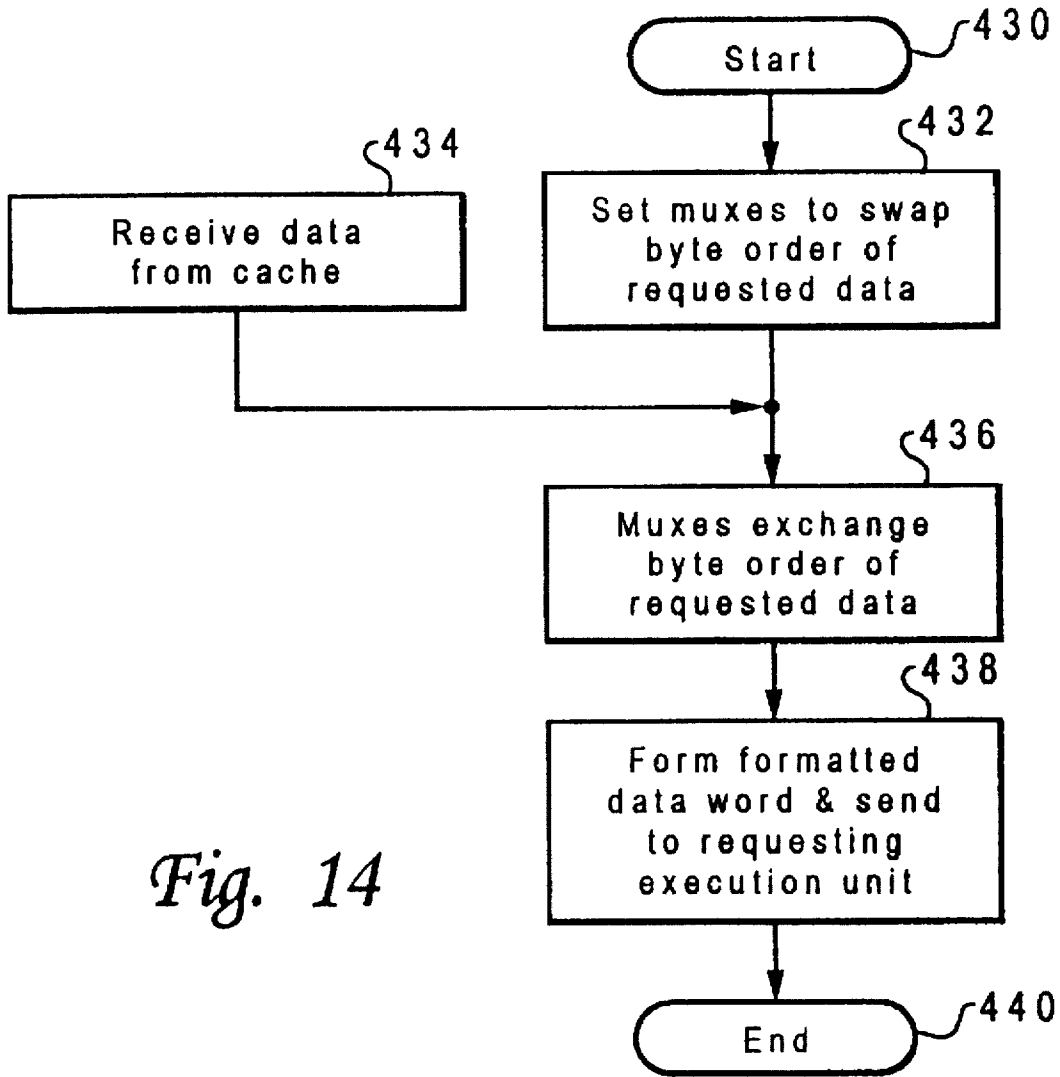 430
Start
432
Set muxes to swap
byte order of
requested data
434
Receive data
from cache
436
Muxes exchange
byte order of
requested data
438
Form formatted
data word & send
to requesting
execution unit
440
End
Fig. 14